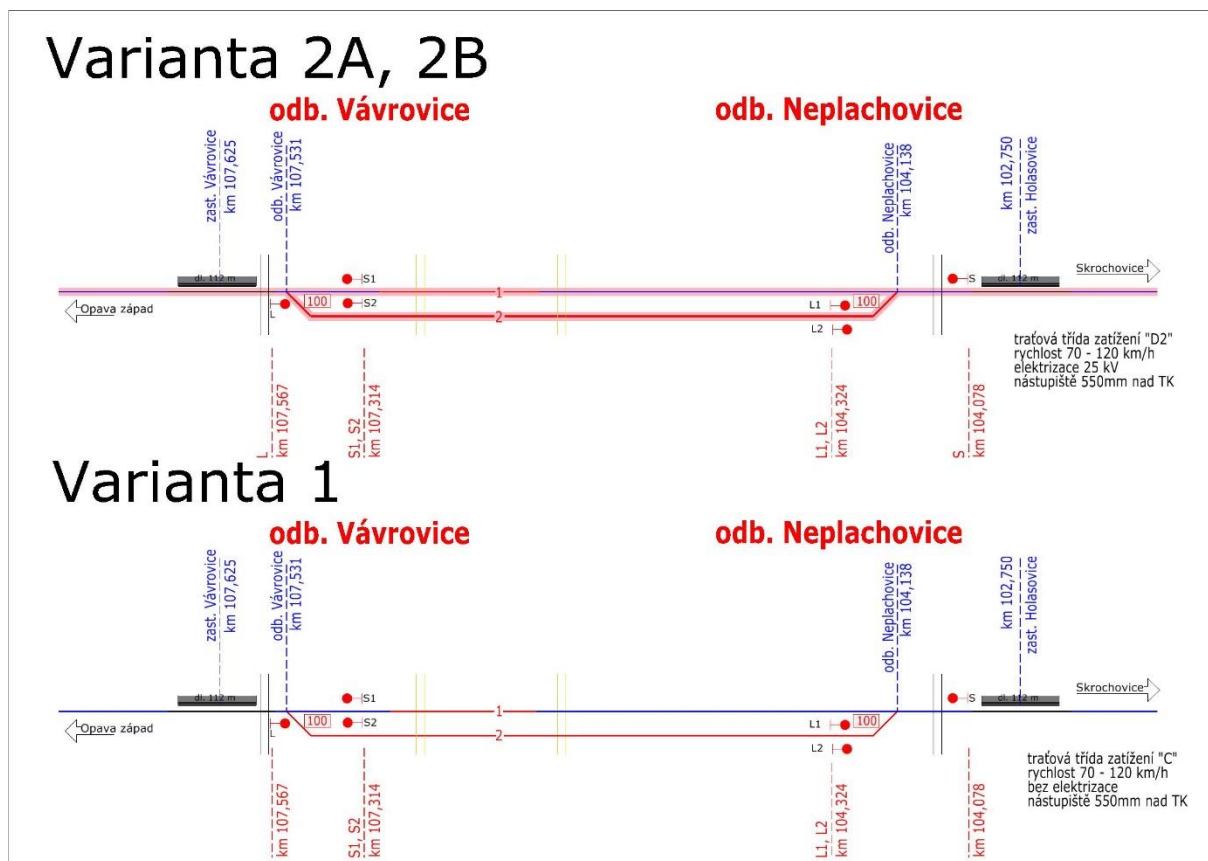 Varianta 2A, 2B
odb. Vávrovice
odb. Neplachovice
zast. Vávrovice
km 107,625
odb. Vávrovice
km 107,531
odb. Neplachovice
km 104,138
km 102,750
zast. Holasovice
dl. 112 m
S1
S
dl. 112 m
Skrochovice
1
Opava západ
L
100
S2
2
L1
100
L2
traťová třída zatížení "D2"
rychlost 70 - 120 km/h
elektrizace 25 kV
nástupiště 550mm nad TK
L
km 107,567
S1, S2
km 107,314
L1, L2
km 104,324
S
km 104,078
Varianta 1
odb. Vávrovice
odb. Neplachovice
zast. Vávrovice
km 107,625
odb. Vávrovice
km 107,531
odb. Neplachovice
km 104,138
km 102,750
zast. Holasovice
dl. 112 m
S1
S
dl. 112 m
Skrochovice
1
Opava západ
L
100
S2
2
L1
100
L2
traťová třída zatížení "C"
rychlost 70 - 120 km/h
bez elektrizace
nástupiště 550mm nad TK
km 107,567
S1, S2
km 107,314
L1, L2
km 104,324
km 104,078